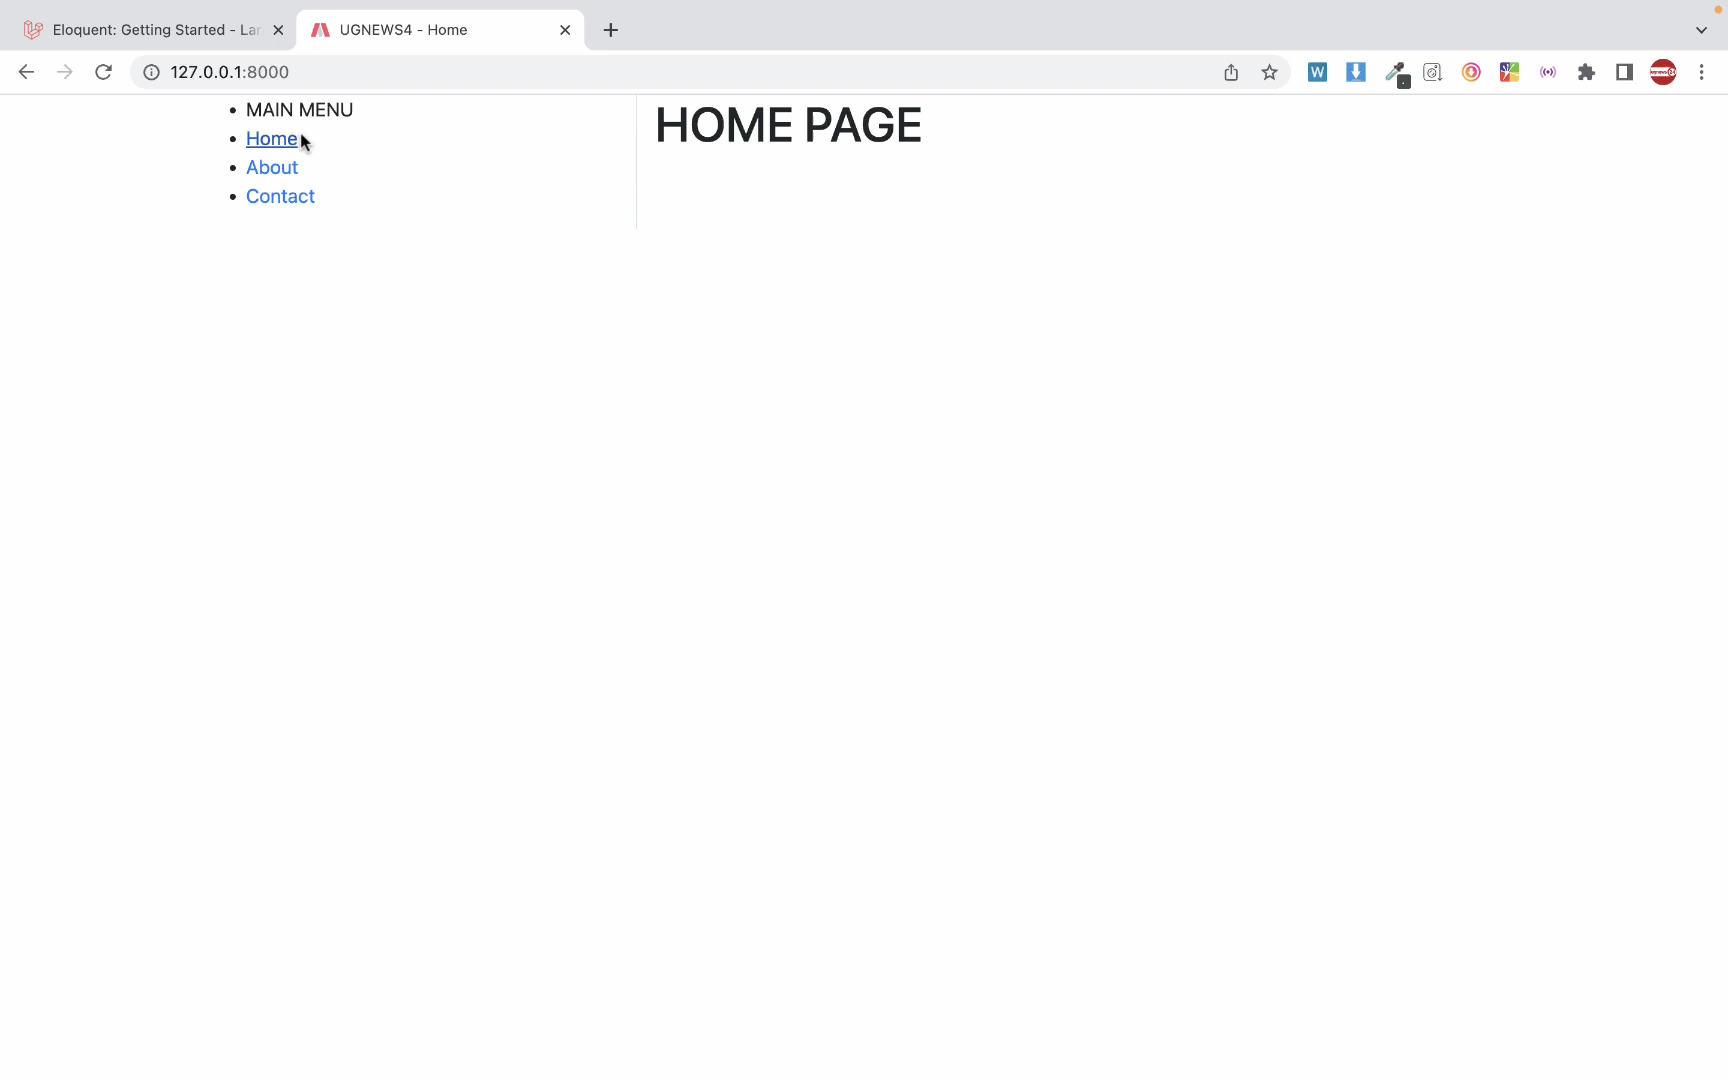 Eloquent: Getting Started - Lar
UGNEWS4 - Home
127.0.0.1:8000
W
MAIN MENU
Home
About
Contact
HOME PAGE